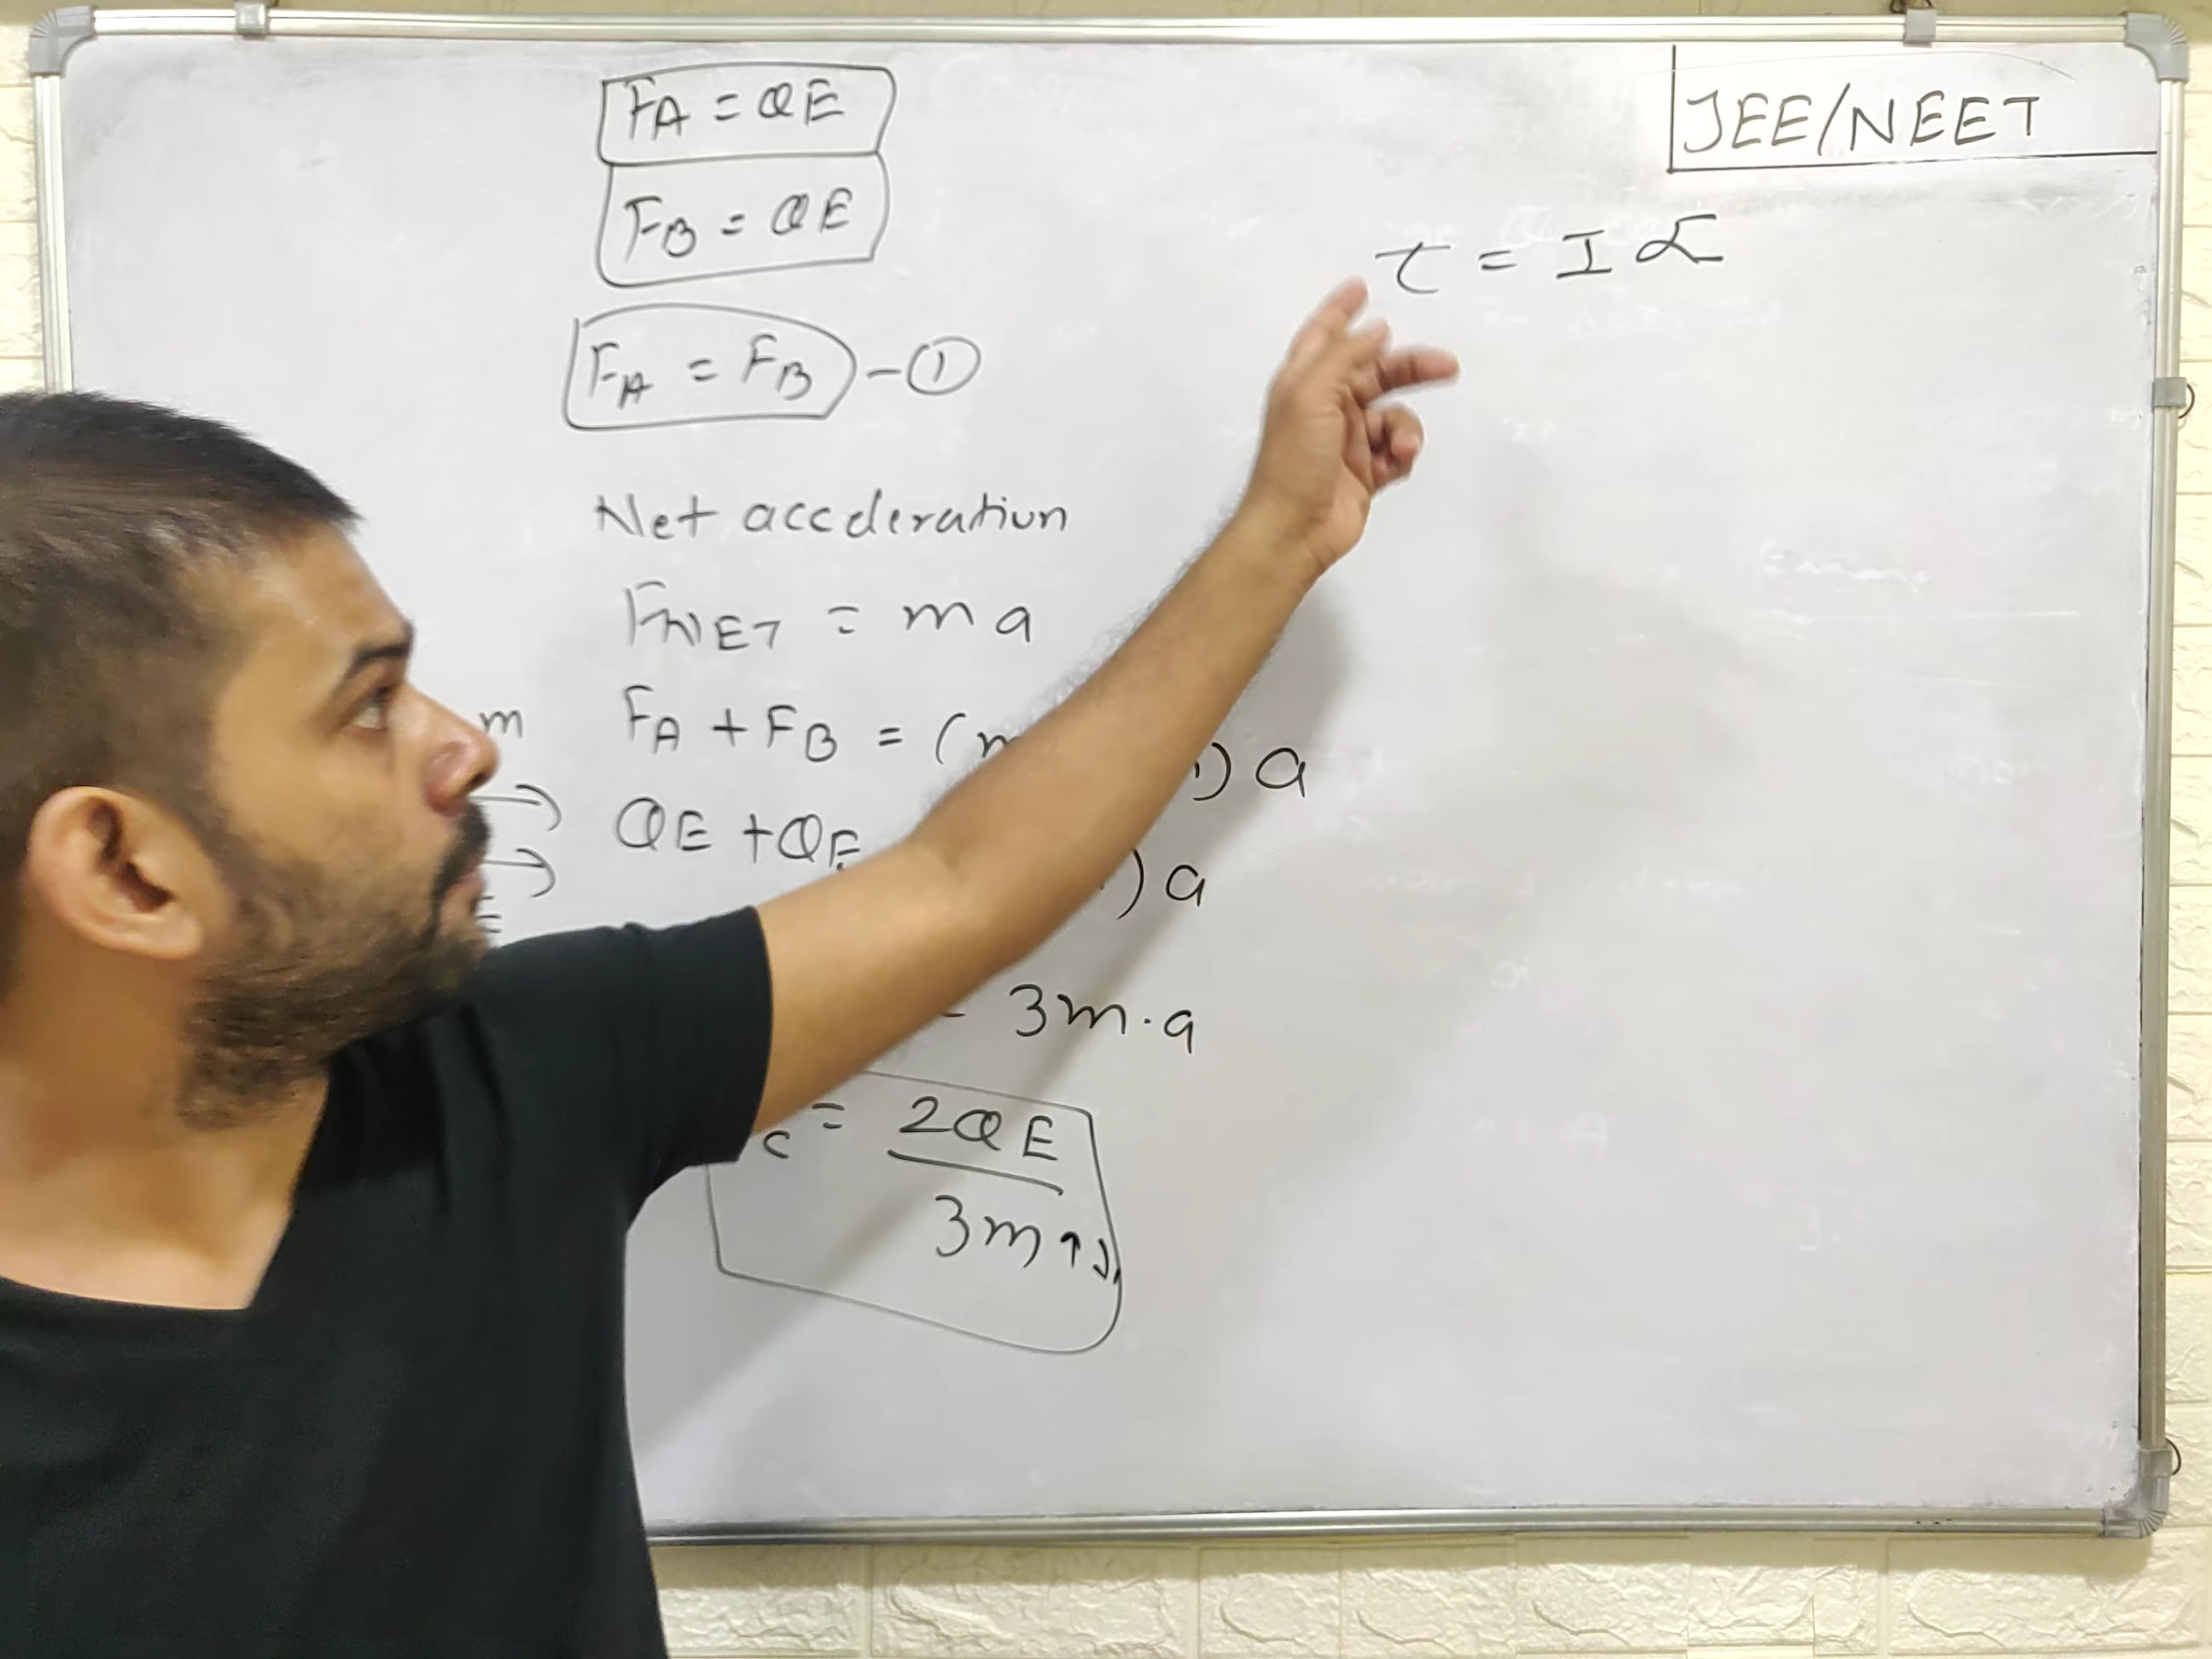 JEE/NEET
FA = QE
FB = QE
FA = FB - ①
Net acceleration
FNET = ma
m
FA + FB = (m ) a
QE + QE ) a
E
= 3m·a
c = 2QE
3m
τ = I α